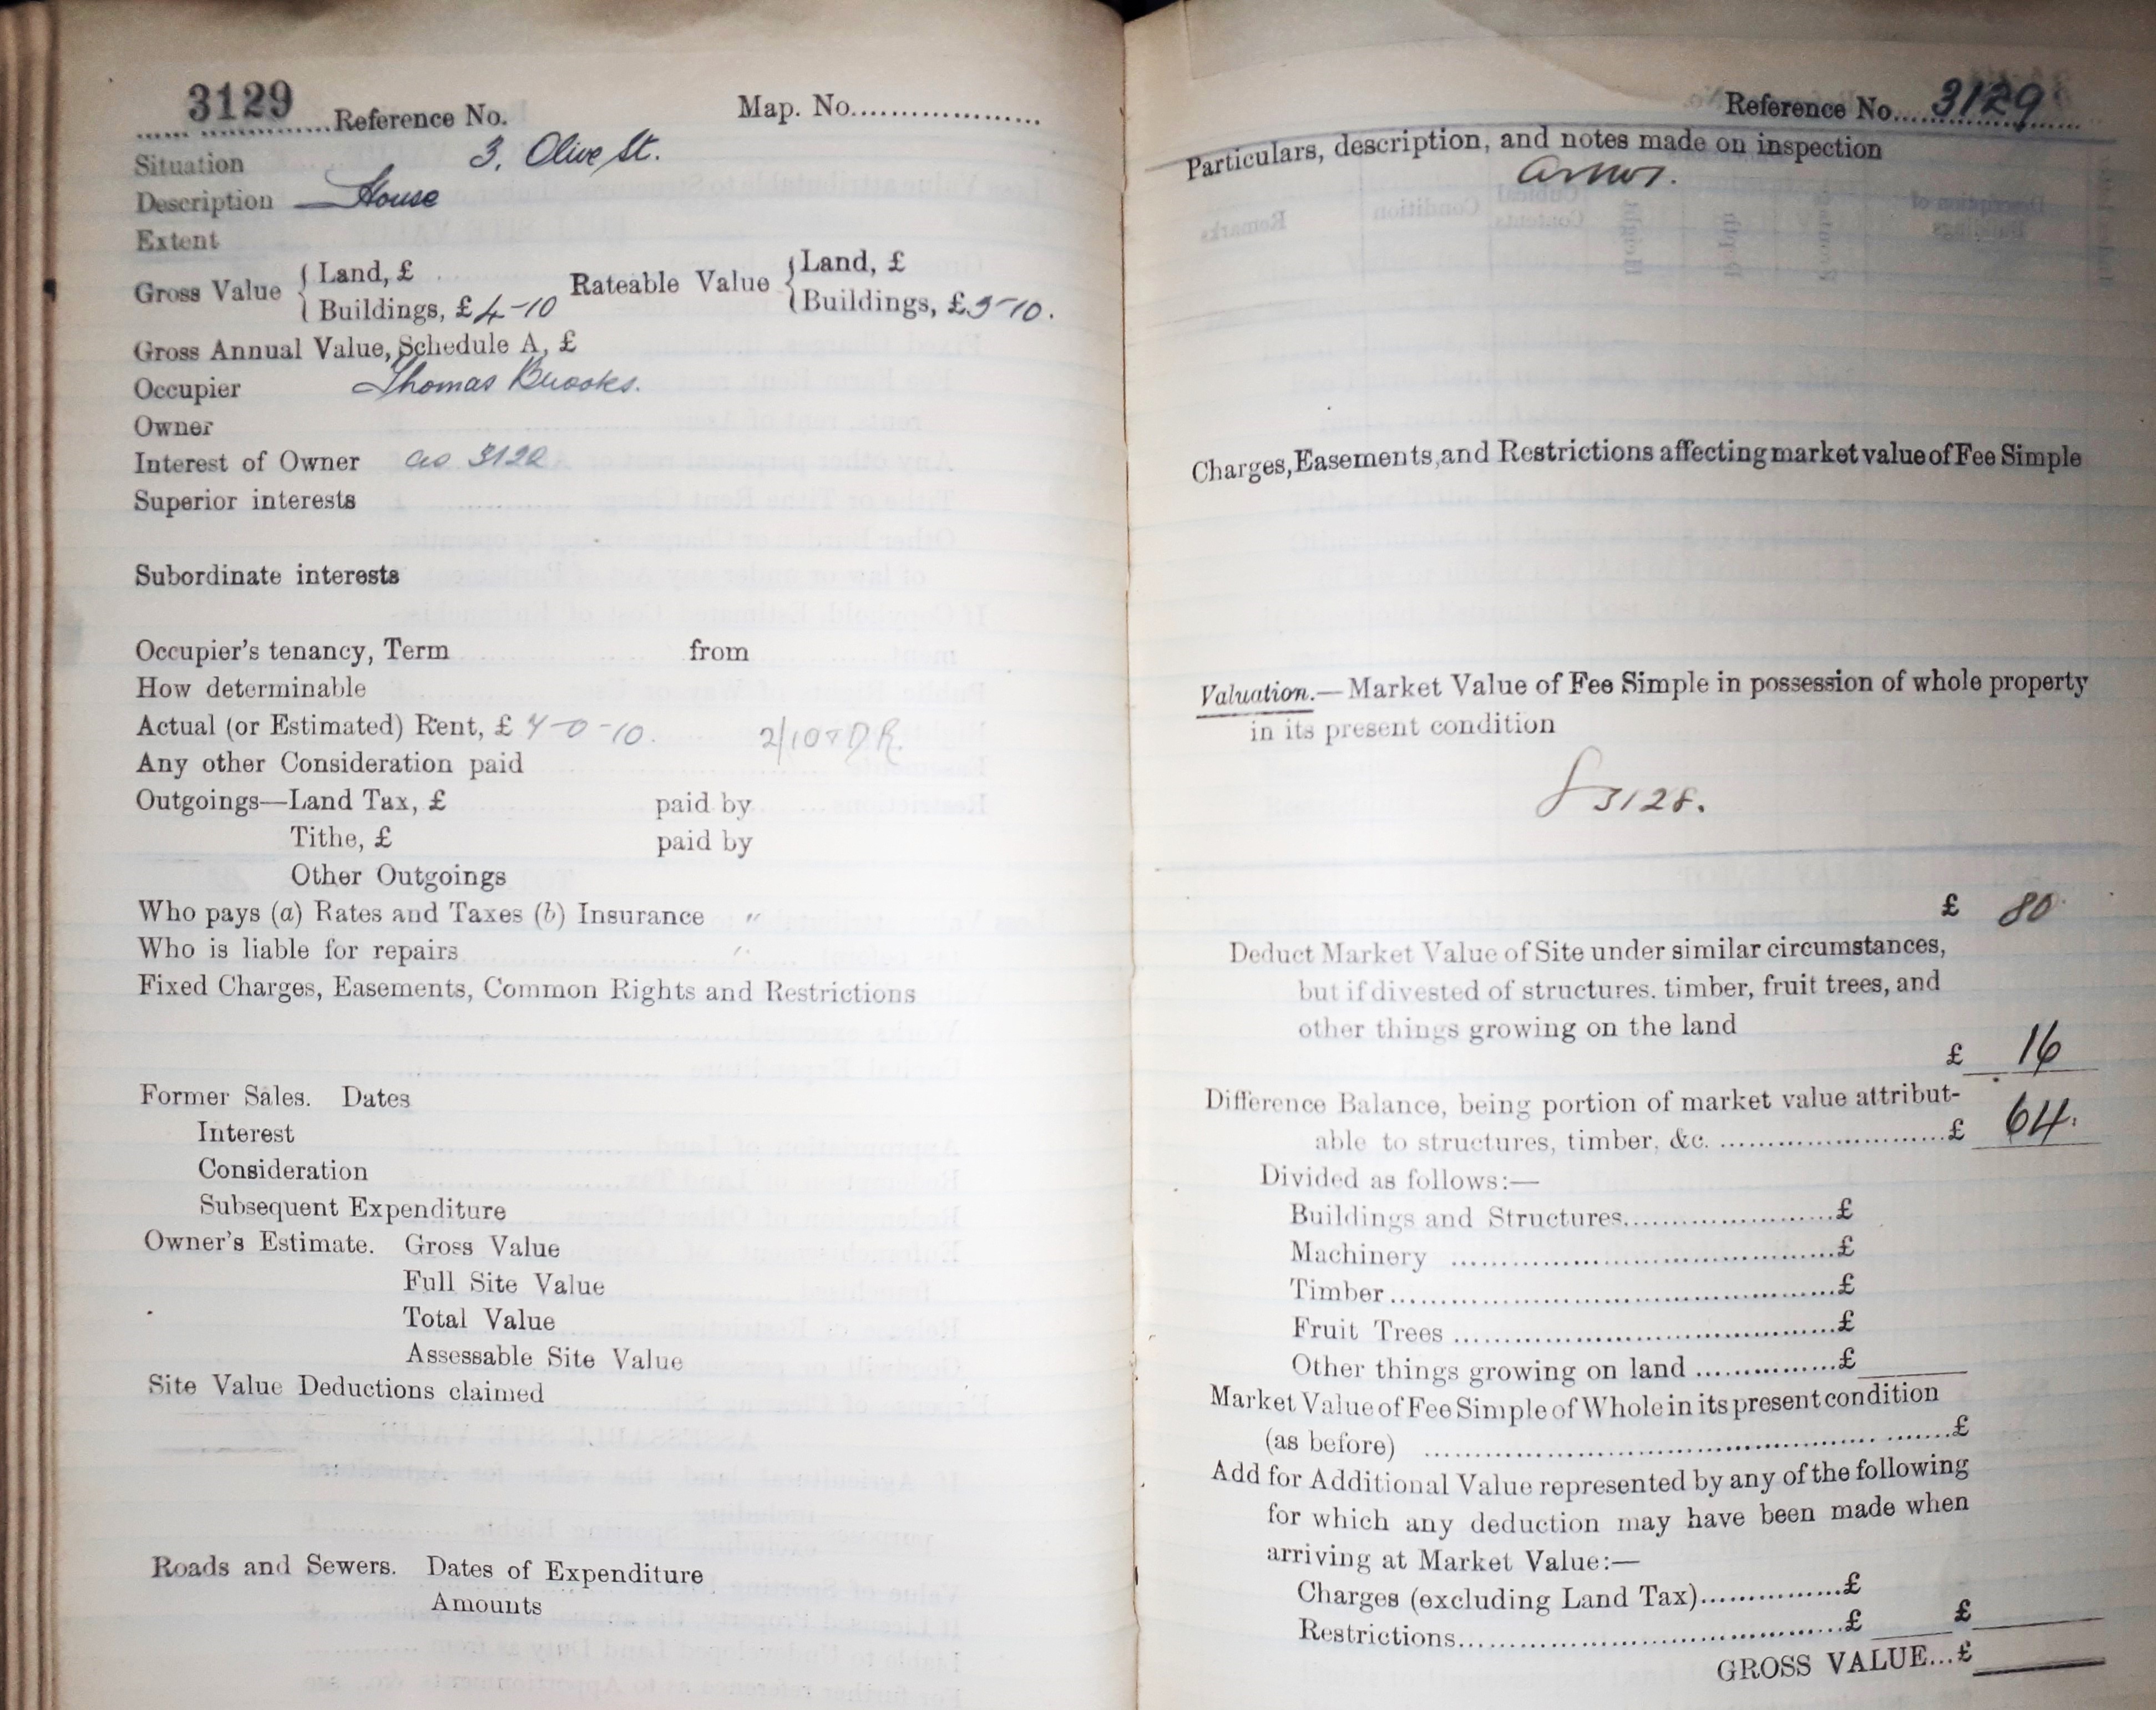 3129 Reference No. Map. No.
Situation 3, Olive St.
Description House
Extent
Gross Value { Land, £ Rateable Value { Land, £
Buildings, £ 4-10 Buildings, £ 3-10.
Gross Annual Value, Schedule A, £
Occupier Thomas Brooks.
Owner
Interest of Owner as 3122
Superior interests
Subordinate interests
Occupier's tenancy, Term from
How determinable
Actual (or Estimated) Rent, £ 4-0-10.
Any other Consideration paid
Outgoings—Land Tax, £ paid by
Tithe, £ paid by
Other Outgoings
Who pays (a) Rates and Taxes (b) Insurance "
Who is liable for repairs "
Fixed Charges, Easements, Common Rights and Restrictions
Former Sales. Dates
Interest
Consideration
Subsequent Expenditure
Owner's Estimate. Gross Value
Full Site Value
Total Value
Assessable Site Value
Site Value Deductions claimed
Roads and Sewers. Dates of Expenditure
Amounts
Reference No. 3129
Particulars, description, and notes made on inspection
Charges, Easements, and Restrictions affecting market value of Fee Simple
Valuation.—Market Value of Fee Simple in possession of whole property
in its present condition
3128.
£ 80
Deduct Market Value of Site under similar circumstances,
but if divested of structures. timber, fruit trees, and
other things growing on the land
£ 16
Difference Balance, being portion of market value attribut-
able to structures, timber, &c. £ 64.
Divided as follows:—
Buildings and Structures £
Machinery £
Timber £
Fruit Trees £
Other things growing on land £
Market Value of Fee Simple of Whole in its present condition
(as before) £
Add for Additional Value represented by any of the following
for which any deduction may have been made when
arriving at Market Value:—
Charges (excluding Land Tax) £
Restrictions £ £
GROSS VALUE...£